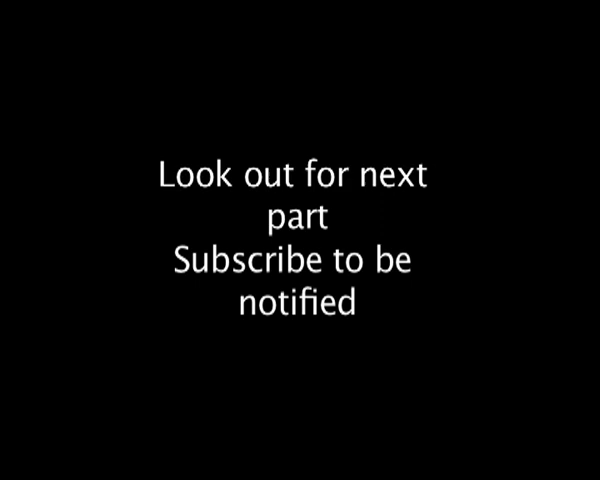 Look out for next
part
Subscribe to be
notified